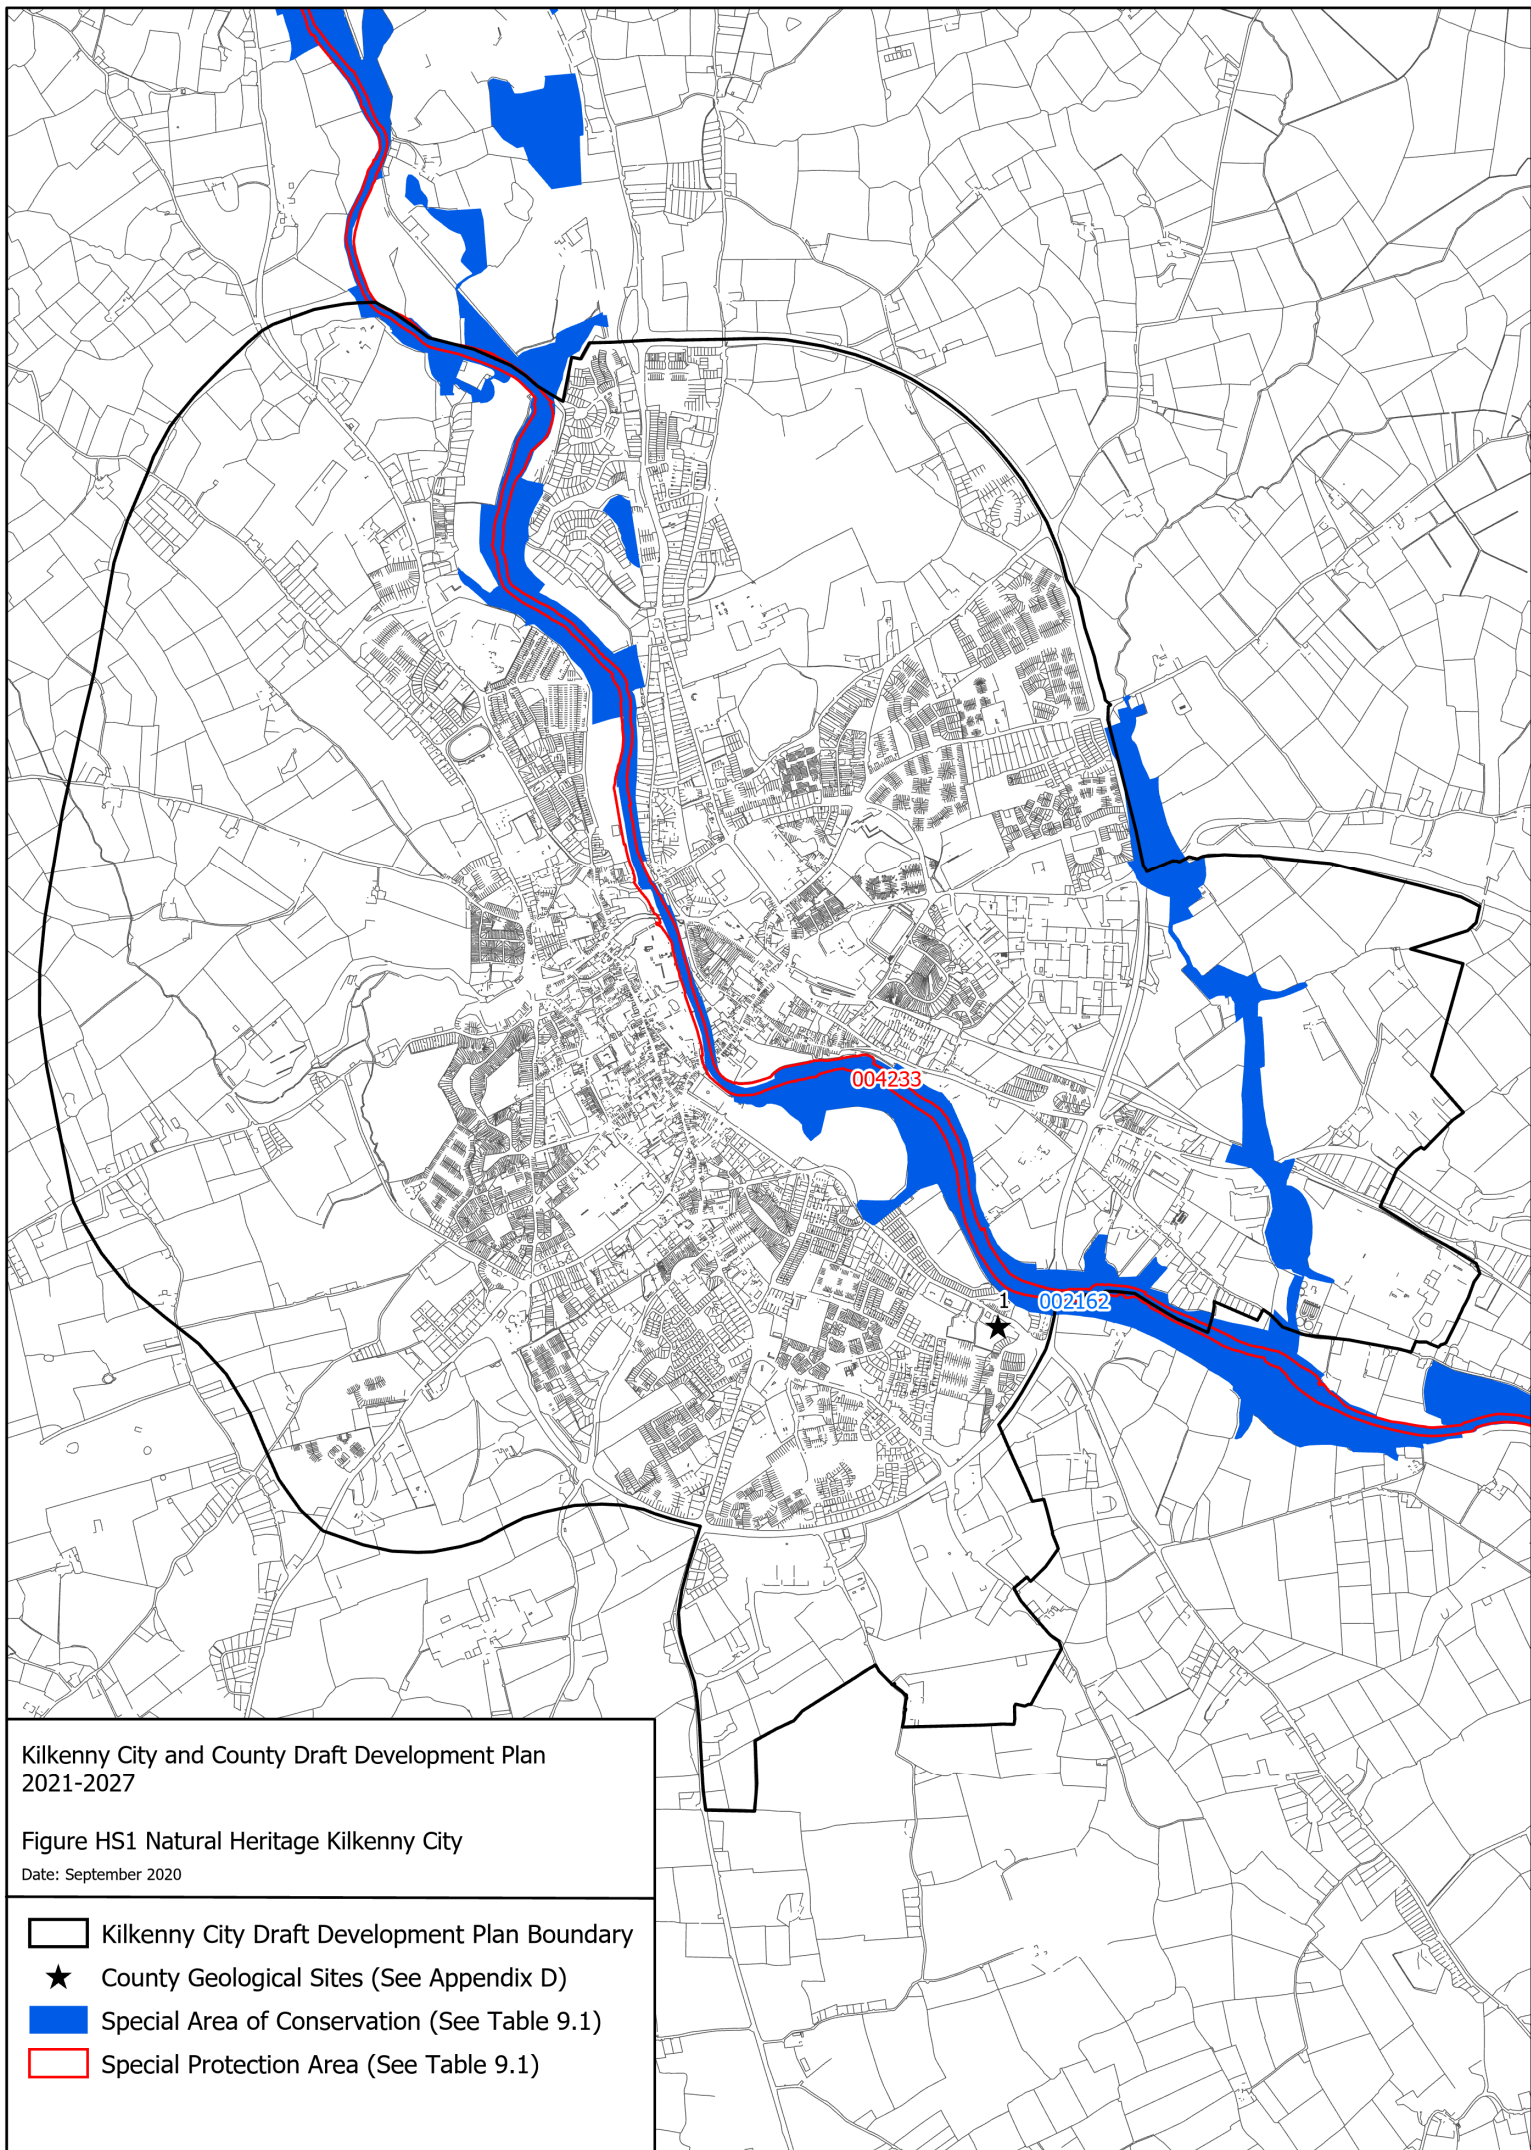 004233
1
002162
Kilkenny City and County Draft Development Plan
2021-2027
Figure HS1 Natural Heritage Kilkenny City
Date: September 2020
Kilkenny City Draft Development Plan Boundary
County Geological Sites (See Appendix D)
Special Area of Conservation (See Table 9.1)
Special Protection Area (See Table 9.1)